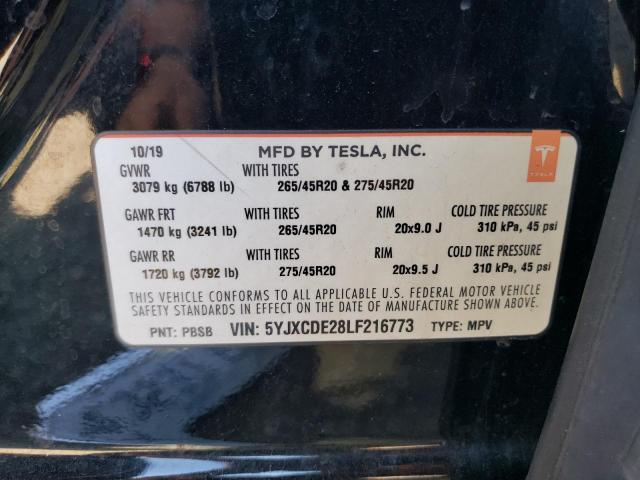 10/19 MFD BY TESLA, INC.
GVWR WITH TIRES
3079 kg (6788 lb) 265/45R20 & 275/45R20
TESLA
GAWR FRT WITH TIRES RIM COLD TIRE PRESSURE
1470 kg (3241 lb) 265/45R20 20x9.0 J 310 kPa, 45 psi
GAWR RR WITH TIRES RIM COLD TIRE PRESSURE
1720 kg (3792 lb) 275/45R20 20x9.5 J 310 kPa, 45 psi
THIS VEHICLE CONFORMS TO ALL APPLICABLE U.S. FEDERAL MOTOR VEHICLE
SAFETY STANDARDS IN EFFECT ON THE DATE OF MANUFACTURE SHOWN ABOVE.
PNT: PBSB VIN: 5YJXCDE28LF216773 TYPE: MPV